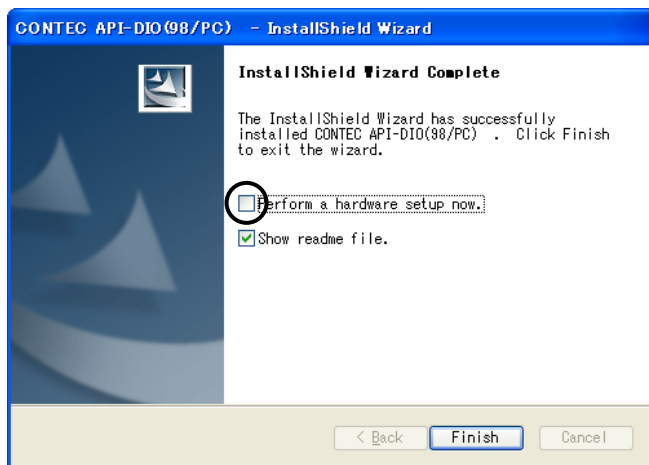 CONTEC API-DIO(98/PC) - InstallShield Wizard
InstallShield Wizard Complete
The InstallShield Wizard has successfully
installed CONTEC API-DIO(98/PC) . Click Finish
to exit the wizard.
Perform a hardware setup now.
Show readme file.
< Back Finish Cancel